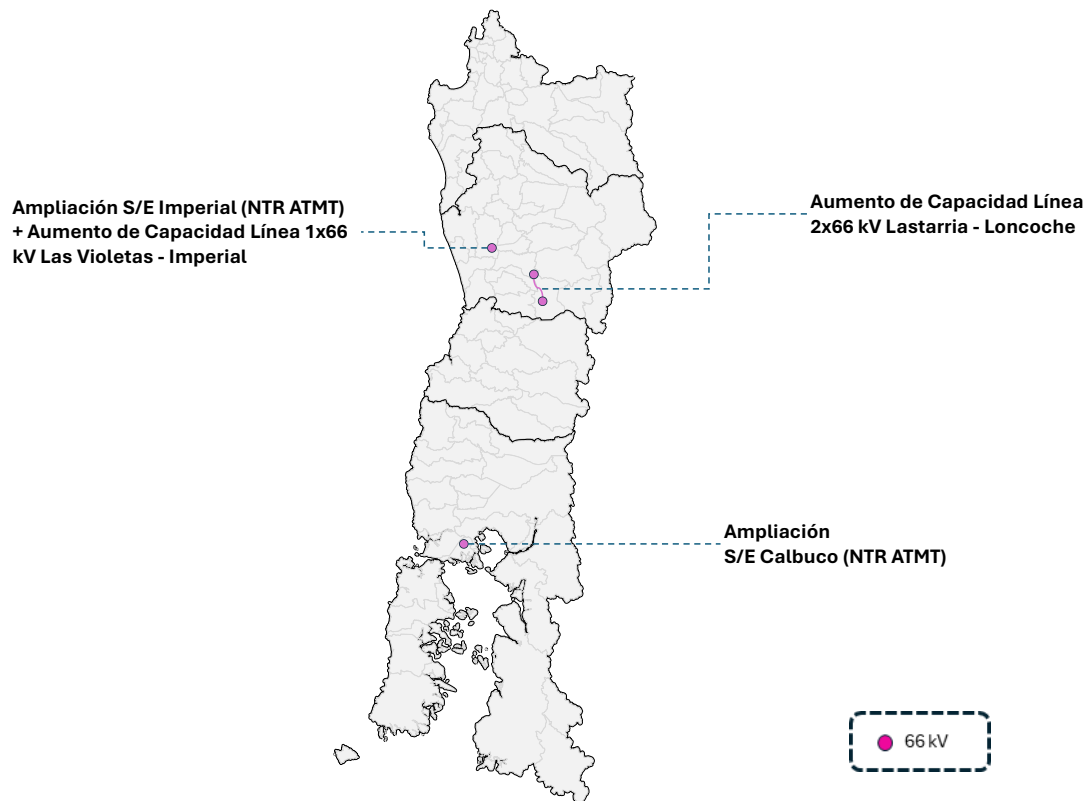 Ampliación S/E Imperial (NTR ATMT)
+ Aumento de Capacidad Línea 1x66
kV Las Violetas - Imperial
Aumento de Capacidad Línea
2x66 kV Lastarria - Loncoche
Ampliación
S/E Calbuco (NTR ATMT)
66 kV